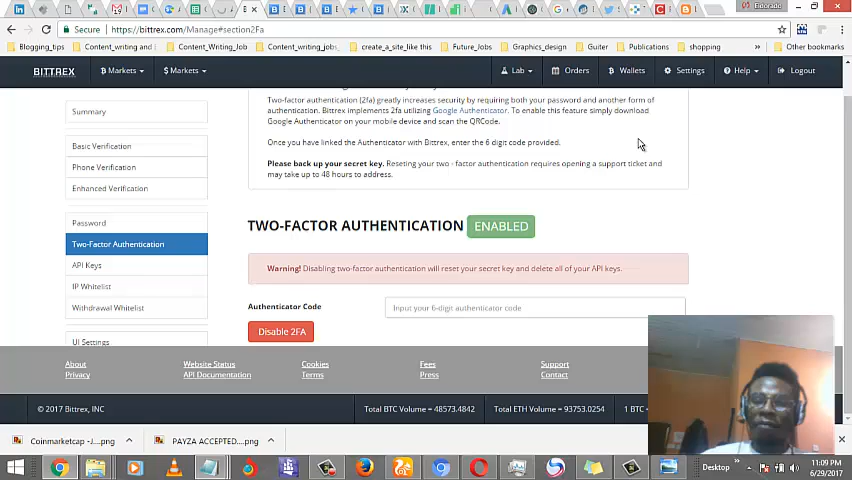 Eldorado
Secure https://bittrex.com/Manage#section2Fa
Blogging_tips Content_writing and Content_Writing_Job Content_writing_jobs create_a_site_like this Future_Jobs Graphics_design Guiter Publications shopping Other bookmarks
BITTREX Markets Markets Lab Orders Wallets Settings Help Logout
Summary
Basic Verification
Phone Verification
Enhanced Verification
Password
Two-Factor Authentication
API Keys
IP Whitelist
Withdrawal Whitelist
UI Settings
Two-factor authentication (2fa) greatly increases security by requiring both your password and another form of
authentication. Bittrex implements 2fa utilizing Google Authenticator. To enable this feature simply download
Google Authenticator on your mobile device and scan the QRCode.
Once you have linked the Authenticator with Bittrex, enter the 6 digit code provided.
Please back up your secret key. Reseting your two - factor authentication requires opening a support ticket and
may take up to 48 hours to address.
TWO-FACTOR AUTHENTICATION ENABLED
Warning! Disabling two-factor authentication will reset your secret key and delete all of your API keys.
Authenticator Code Input your 6-digit authenticator code
Disable 2FA
About Website Status Cookies Fees Support
Privacy API Documentation Terms Press Contact
© 2017 Bittrex, INC Total BTC Volume = 48573.4842 Total ETH Volume = 93753.0254 1 BTC
Coinmarketcap -J....png PAYZA ACCEPTED....png
Desktop 11:09 PM
6/29/2017